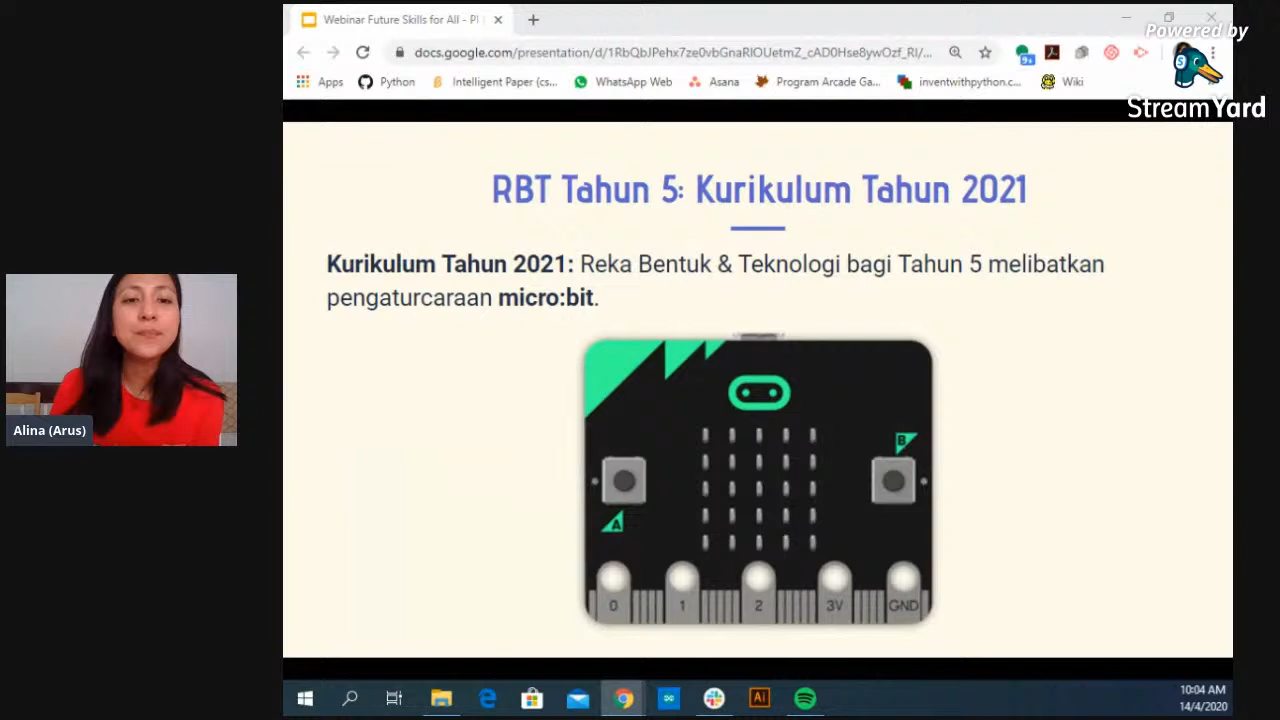 Webinar Future Skills for All - Pl
Powered by
docs.google.com/presentation/d/1RbQbJPehx7ze0vbGnaRlOUetmZ_cAD0Hse8ywOzf_RI/...
9+
Apps
Python
Intelligent Paper (cs...
WhatsApp Web
Asana
Program Arcade Ga...
inventwithpython.c...
Wiki
StreamYard
RBT Tahun 5: Kurikulum Tahun 2021
Kurikulum Tahun 2021: Reka Bentuk & Teknologi bagi Tahun 5 melibatkan
pengaturcaraan micro:bit.
Alina (Arus)
B
A
0 1 2 3V GND
Ai
10:04 AM
14/4/2020